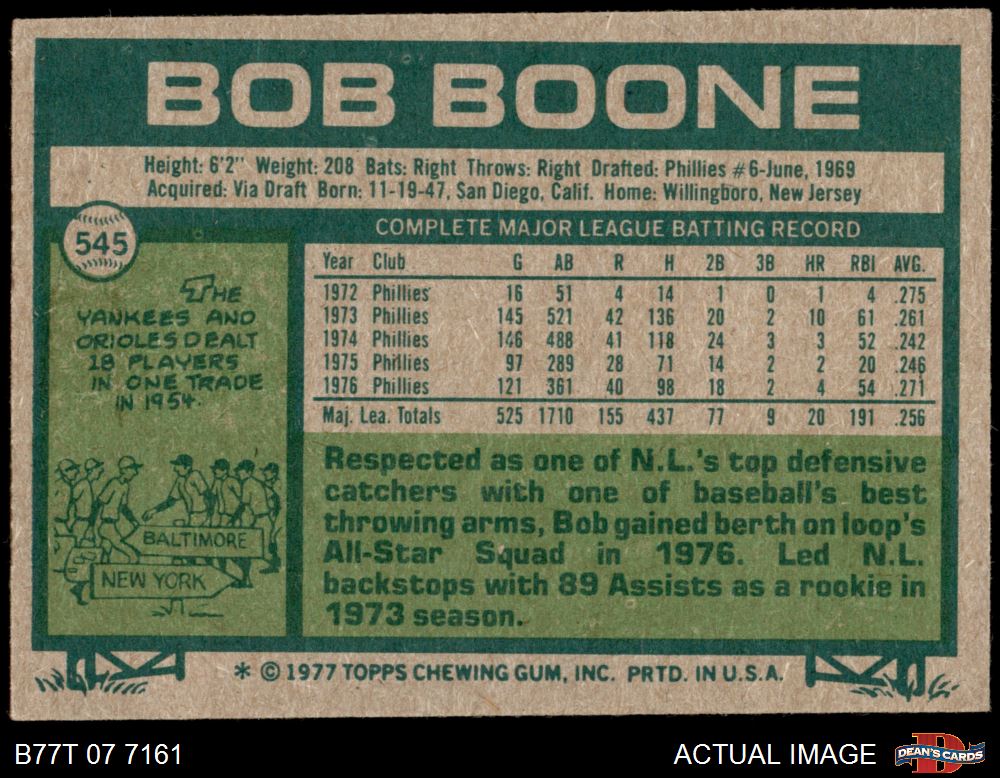 BOB BOONE
Height: 6'2" Weight: 208 Bats: Right Throws: Right Drafted: Phillies #6-June, 1969
Acquired: Via Draft Born: 11-19-47, San Diego, Calif. Home: Willingboro, New Jersey
545
THE
YANKEES AND
ORIOLES DEALT
18 PLAYERS
IN ONE TRADE
IN 1954.
BALTIMORE
NEW YORK
COMPLETE MAJOR LEAGUE BATTING RECORD
Year Club G AB R H 2B 3B HR RBI AVG.
1972 Phillies 16 51 4 14 1 0 1 4 .275
1973 Phillies 145 521 42 136 20 2 10 61 .261
1974 Phillies 146 488 41 118 24 3 3 52 .242
1975 Phillies 97 289 28 71 14 2 2 20 .246
1976 Phillies 121 361 40 98 18 2 4 54 .271
Maj. Lea. Totals 525 1710 155 437 77 9 20 191 .256
Respected as one of N.L.'s top defensive
catchers with one of baseball's best
throwing arms, Bob gained berth on loop's
All-Star Squad in 1976. Led N.L.
backstops with 89 Assists as a rookie in
1973 season.
* © 1977 TOPPS CHEWING GUM, INC. PRTD. IN U.S.A.
B77T 07 7161
ACTUAL IMAGE
DEAN'S CARDS